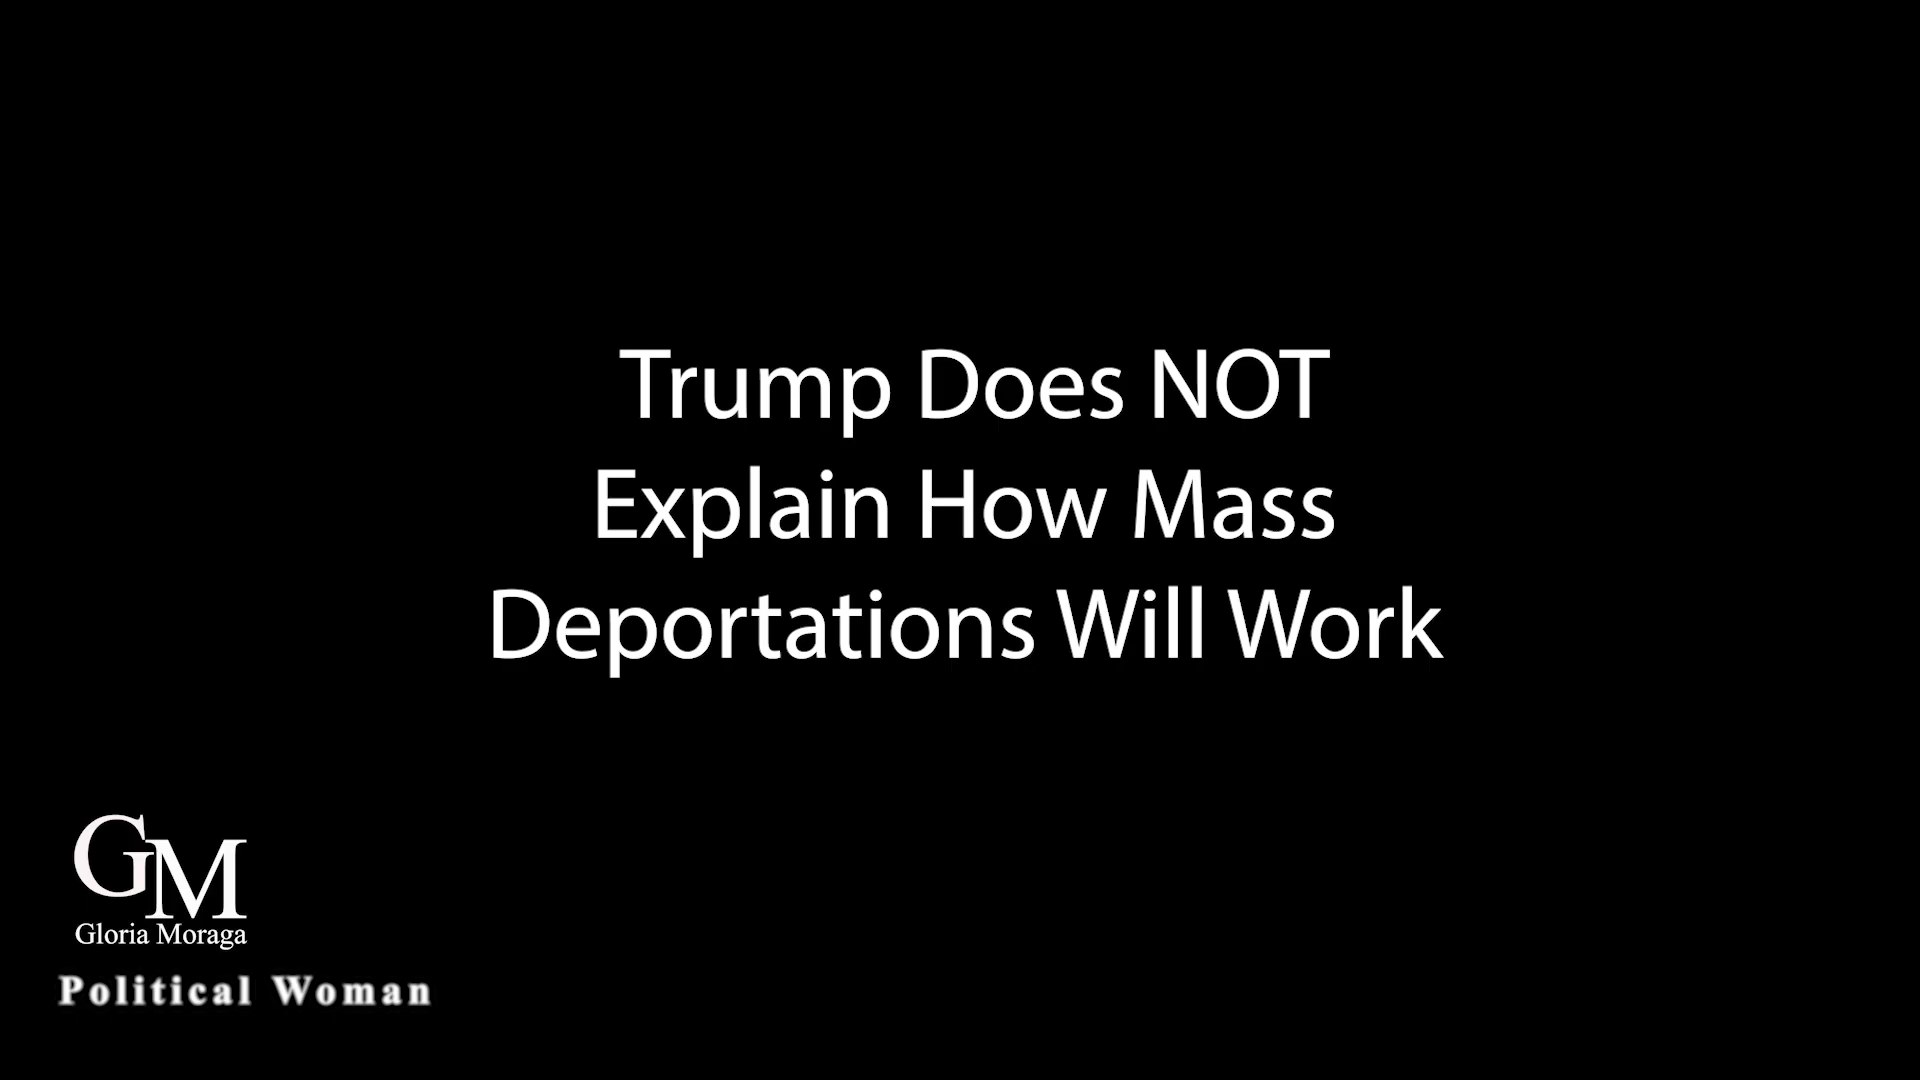 Trump Does NOT
Explain How Mass
Deportations Will Work
GM
Gloria Moraga
Political Woman